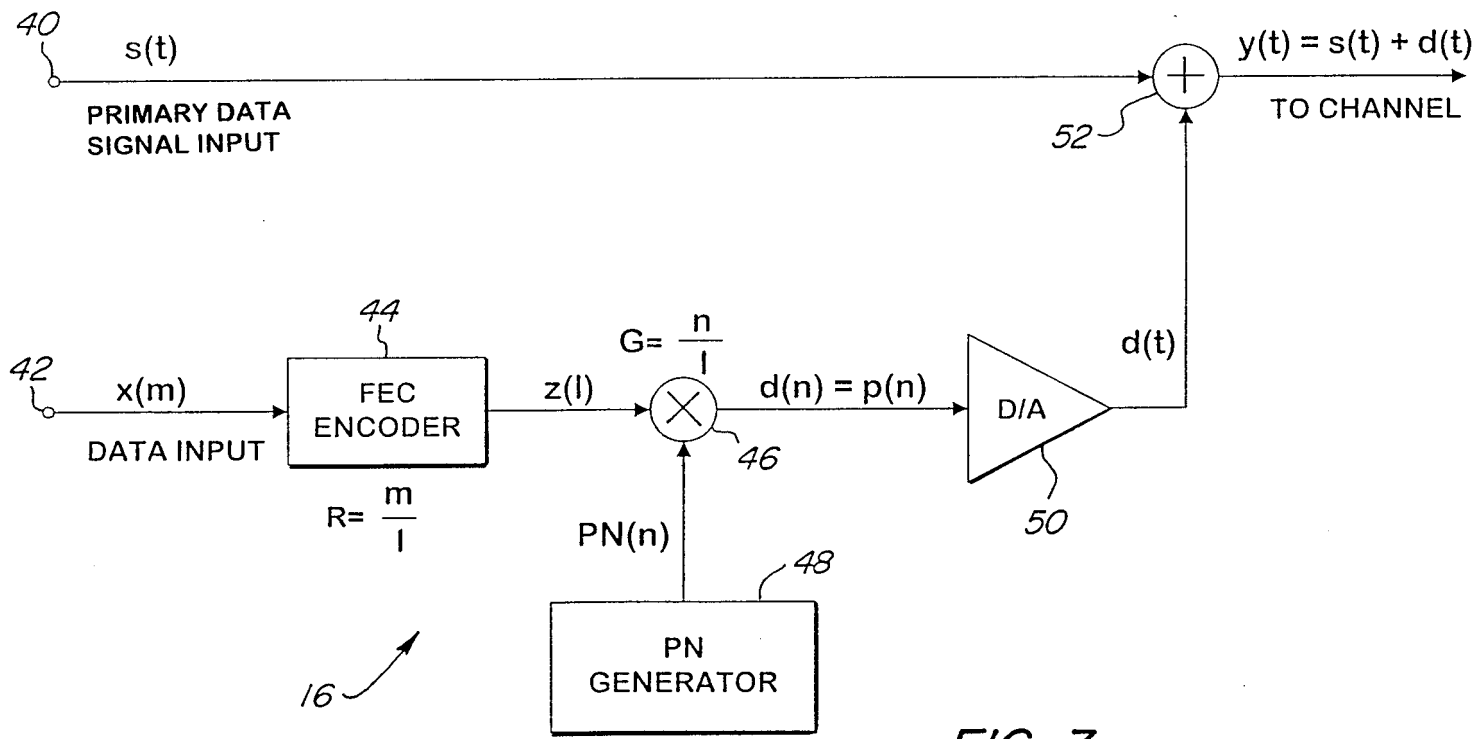 40
s(t)
PRIMARY DATA
SIGNAL INPUT
52
+
y(t) = s(t) + d(t)
TO CHANNEL
42
x(m)
DATA INPUT
44
FEC
ENCODER
R= m/l
z(l)
G= n/l
×
46
d(n) = p(n)
D/A
50
d(t)
PN(n)
48
PN
GENERATOR
16